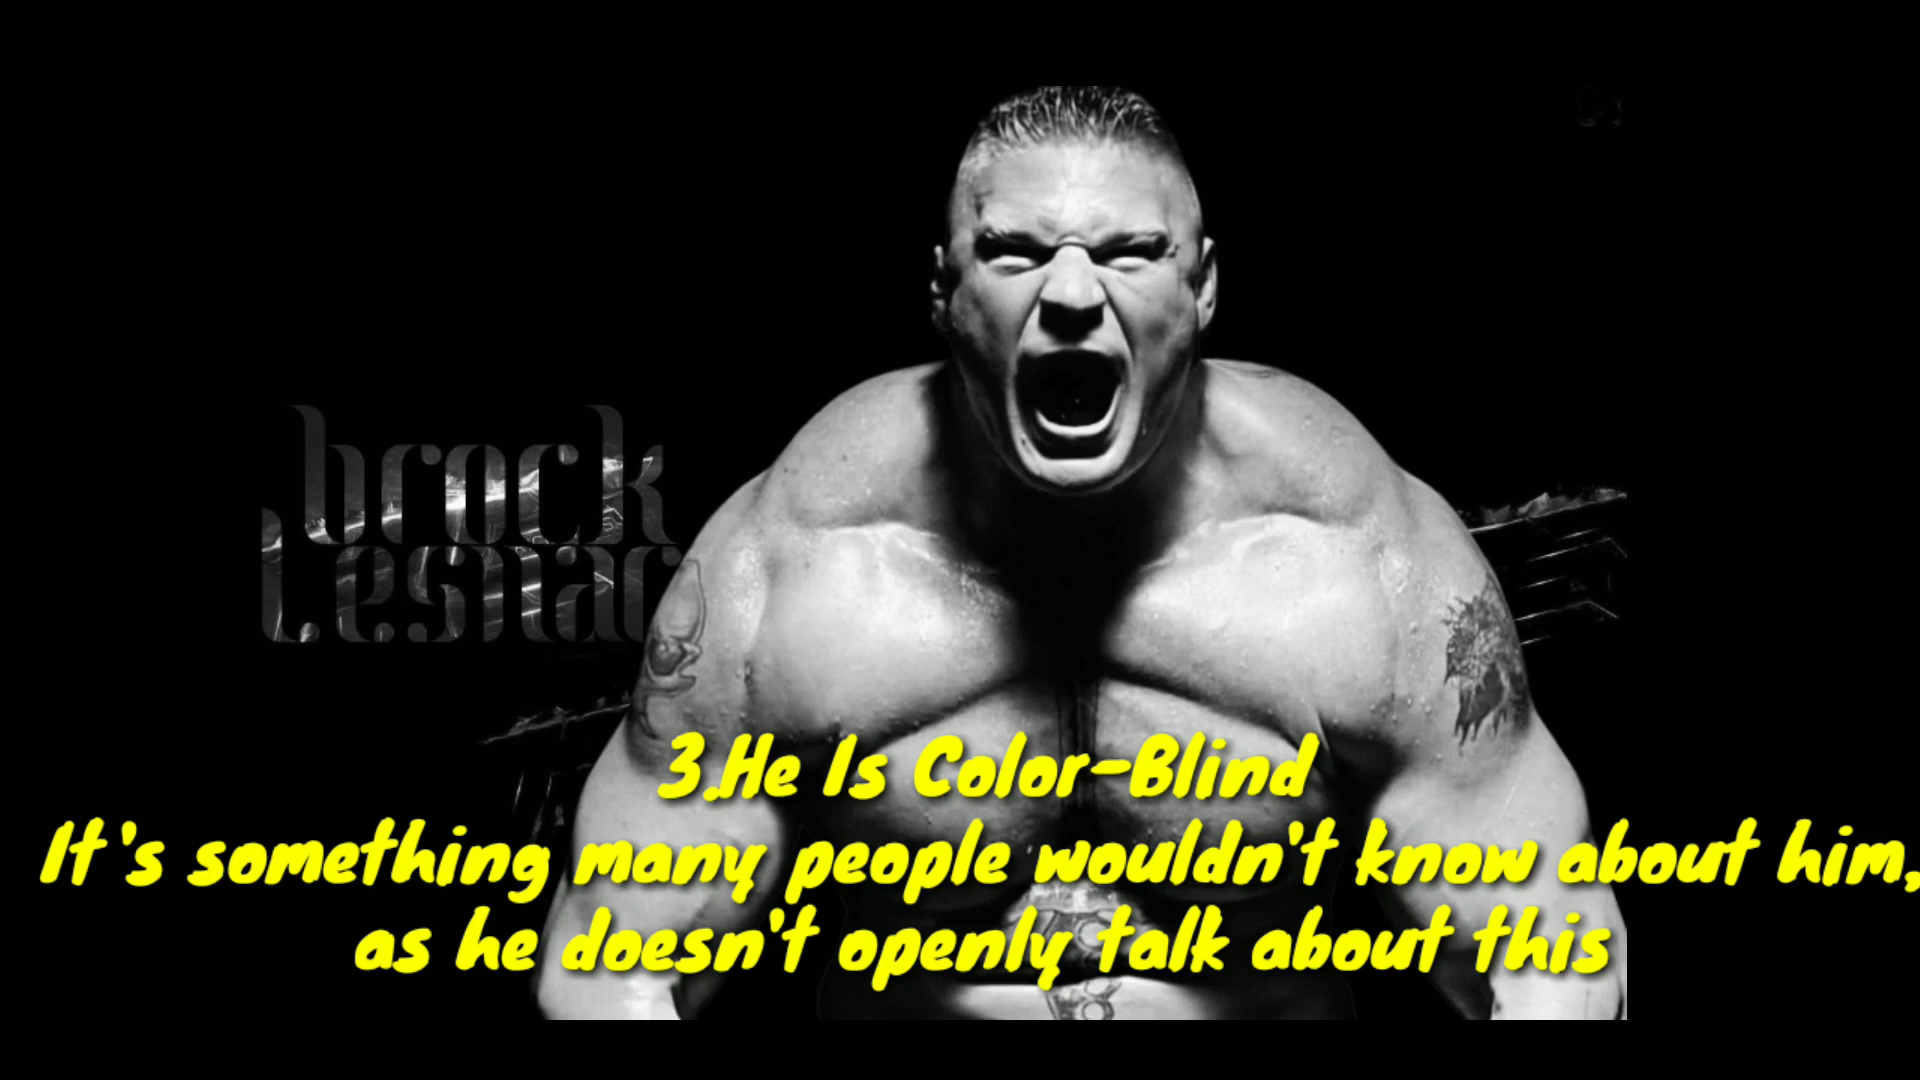 brock
Lesnar
3.He Is Color-Blind
It's something many people wouldn't know about him,
as he doesn't openly talk about this